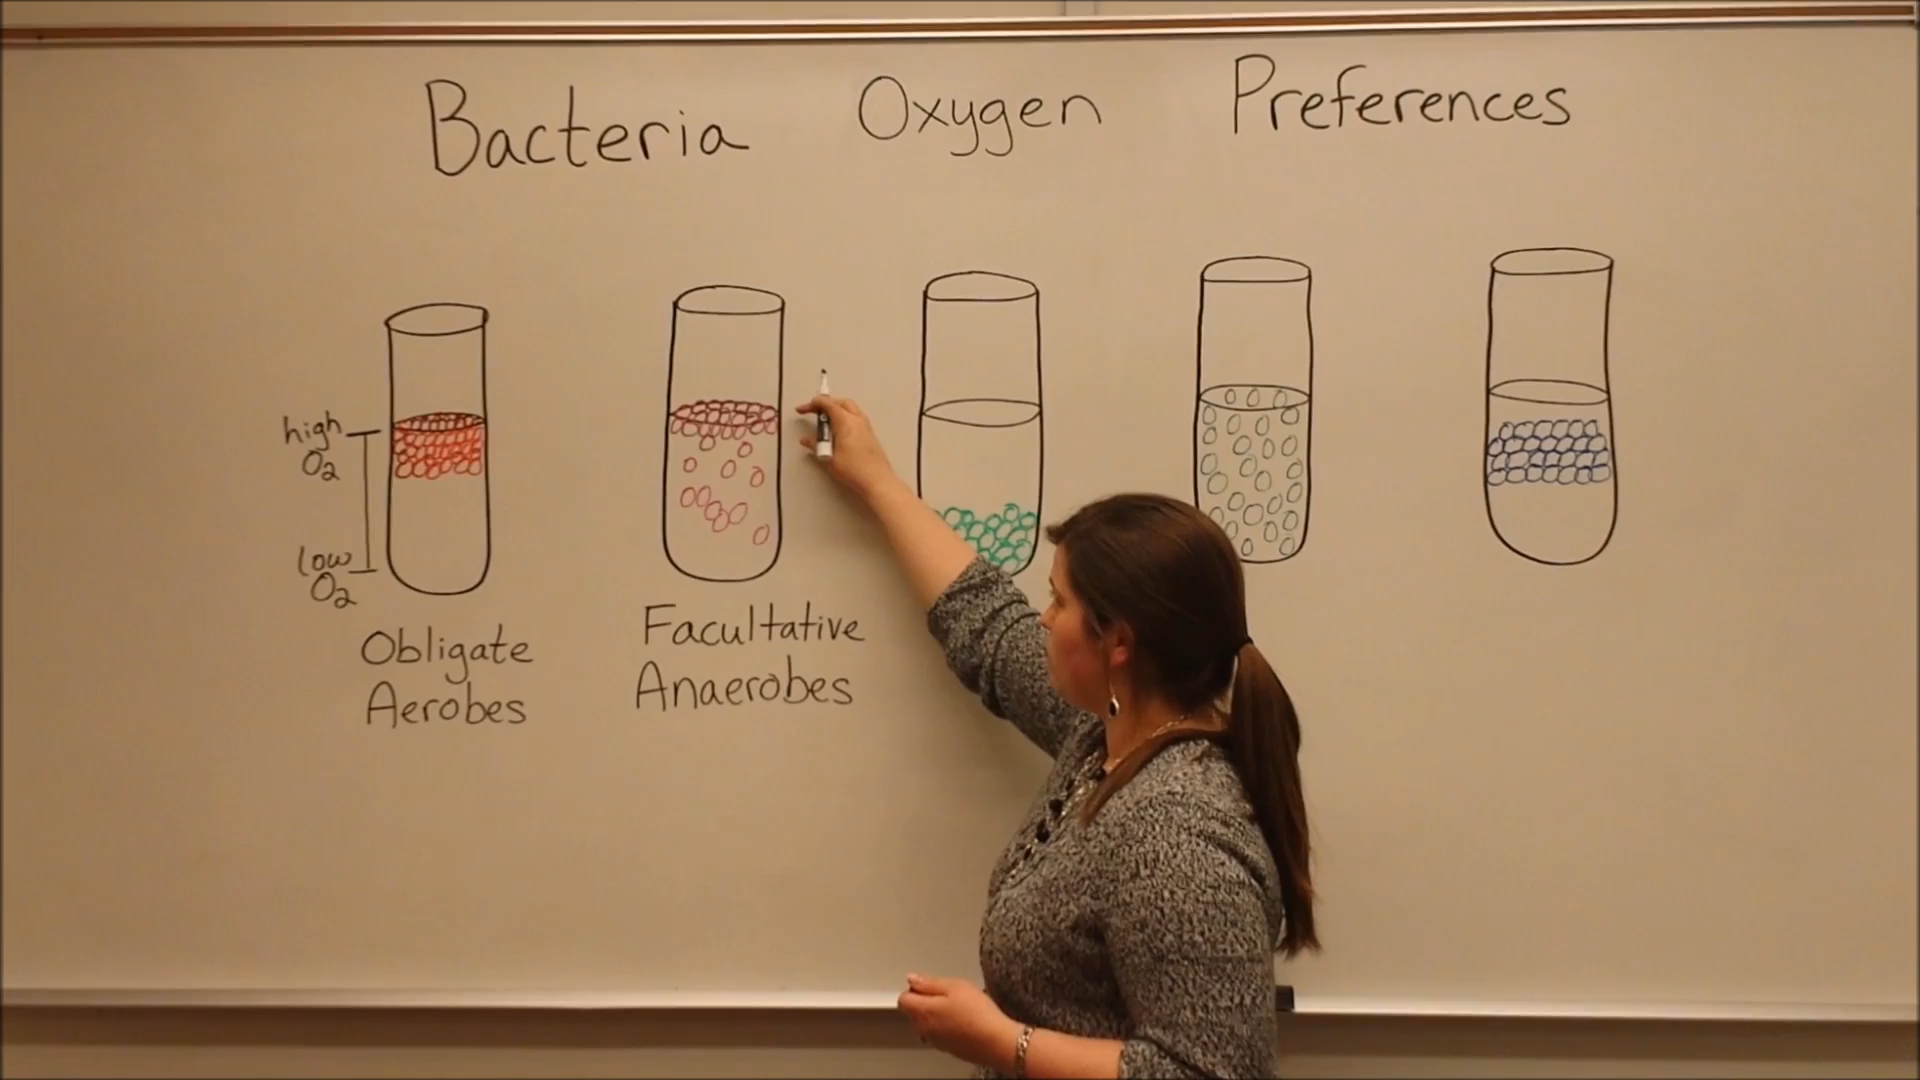 Bacteria Oxygen Preferences
high
O₂
low
O₂
Obligate
Aerobes
Facultative
Anaerobes